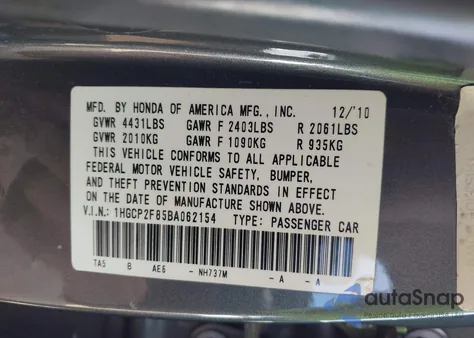 MFD. BY HONDA OF AMERICA MFG., INC. 12/'10
GVWR 4431LBS GAWR F 2403LBS R 2061LBS
GVWR 2010KG GAWR F 1090KG R 935KG
THIS VEHICLE CONFORMS TO ALL APPLICABLE
FEDERAL MOTOR VEHICLE SAFETY, BUMPER,
AND THEFT PREVENTION STANDARDS IN EFFECT
ON THE DATE OF MANUFACTURE SHOWN ABOVE.
V.I.N.: 1HGCP2F85BA062154 TYPE: PASSENGER CAR
TA5 B AE6 - NH737M - A - A
autoSnap